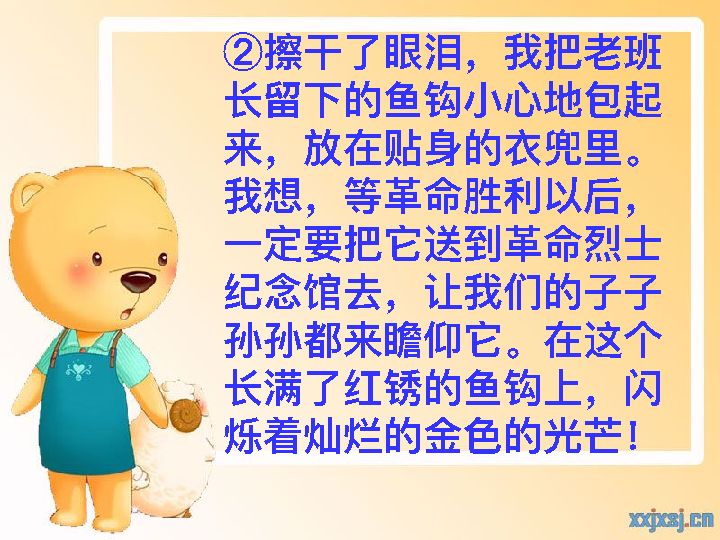 ②擦干了眼泪，我把老班
长留下的鱼钩小心地包起
来，放在贴身的衣兜里。
我想，等革命胜利以后，
一定要把它送到革命烈士
纪念馆去，让我们的子子
孙孙都来瞻仰它。在这个
长满了红锈的鱼钩上，闪
烁着灿烂的金色的光芒！
xxjxsj.cn